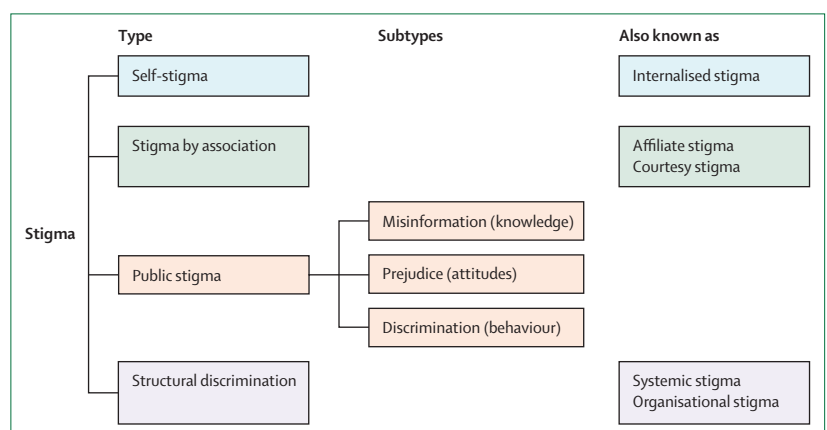 Type Subtypes Also known as
Self-stigma Internalised stigma
Stigma by association Affiliate stigma
Courtesy stigma
Misinformation (knowledge)
Stigma
Public stigma Prejudice (attitudes)
Discrimination (behaviour)
Structural discrimination Systemic stigma
Organisational stigma